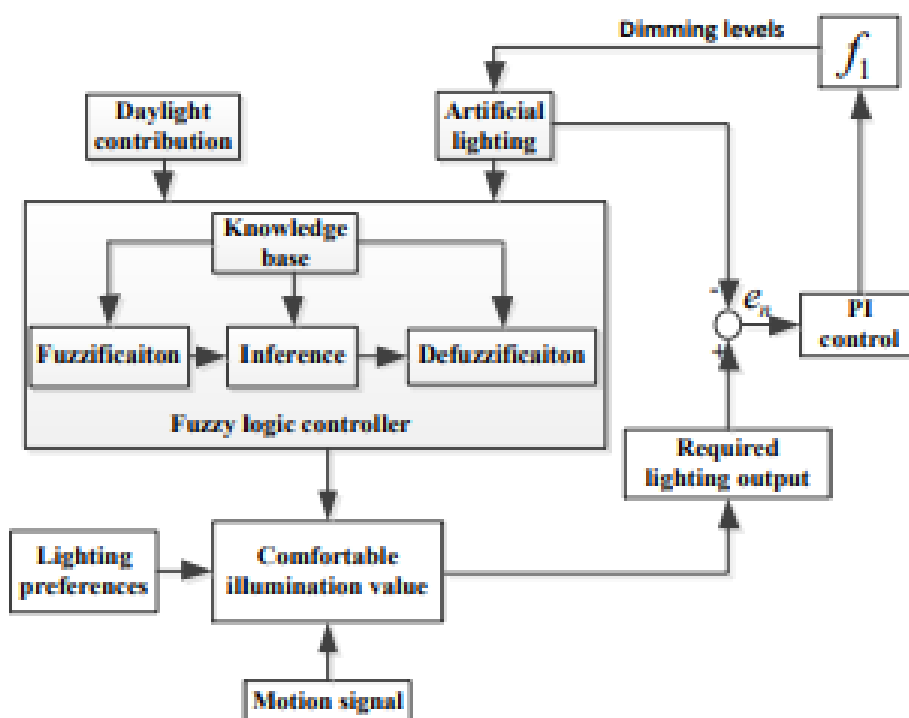 Dimming levels
f1
Daylight
contribution
Artificial
lighting
Knowledge
base
Fuzzificaiton
Inference
Defuzzificaiton
Fuzzy logic controller
-
e_n
+
PI
control
Required
lighting output
Lighting
preferences
Comfortable
illumination value
Motion signal